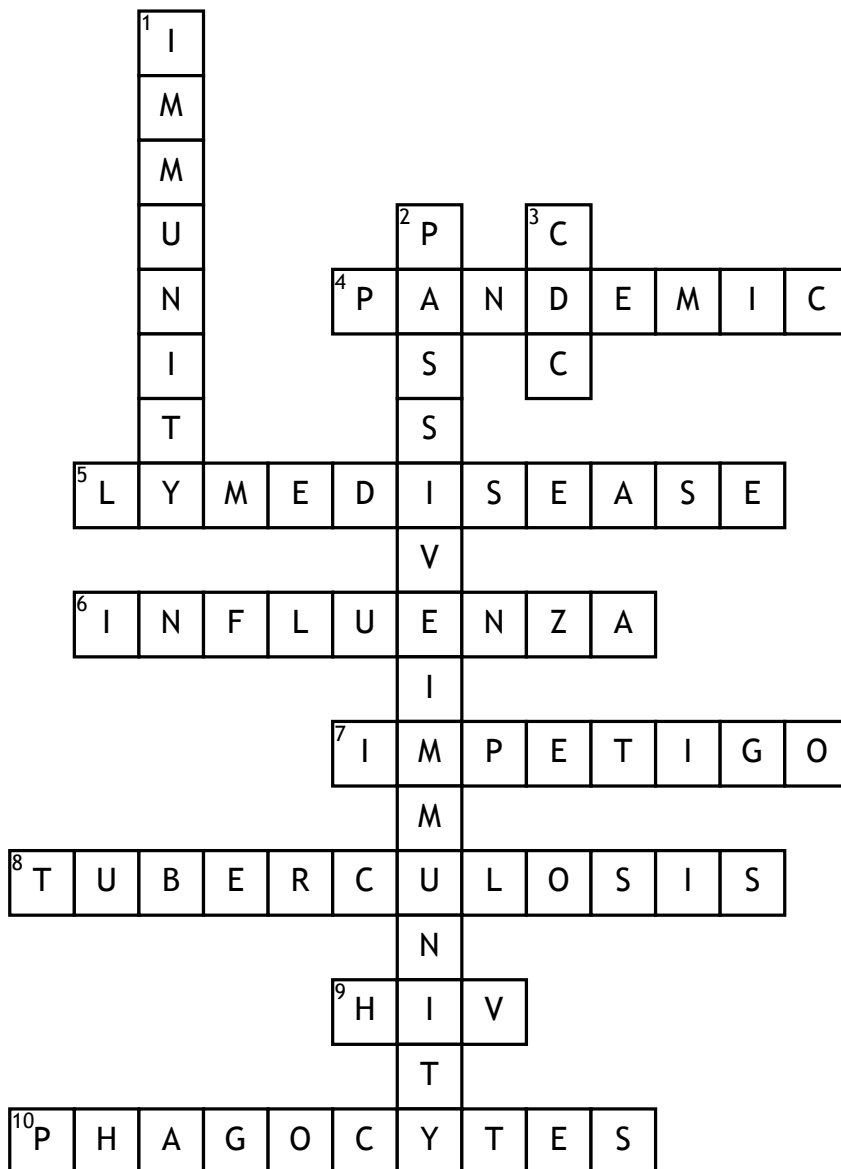 1 I
M
M
U 2 P 3 C
N 4 P A N D E M I C
I S C
T S
5 L Y M E D I S E A S E
V
6 I N F L U E N Z A
I
7 I M P E T I G O
M
8 T U B E R C U L O S I S
N
9 H I V
T
10 P H A G O C Y T E S